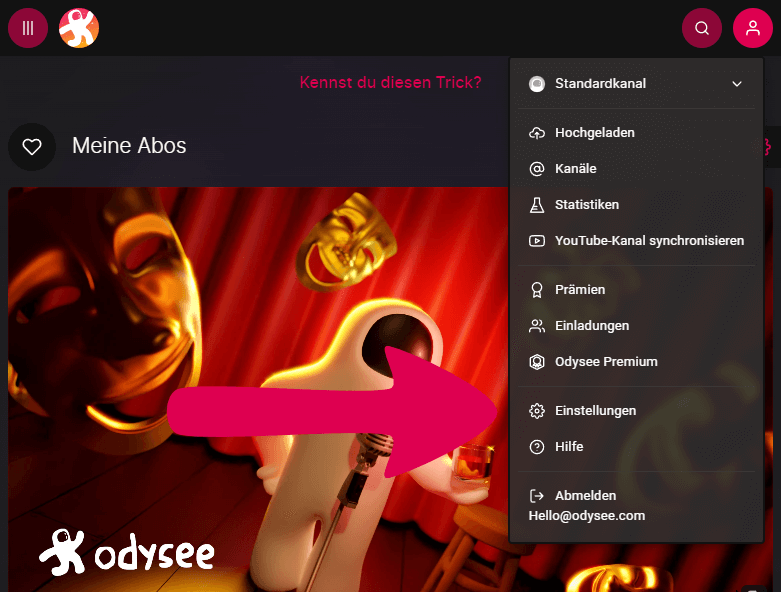 Kennst du diesen Trick?
Meine Abos
Standardkanal
Hochgeladen
Kanäle
Statistiken
YouTube-Kanal synchronisieren
Prämien
Einladungen
Odysee Premium
Einstellungen
Hilfe
Abmelden
Hello@odysee.com
odysee